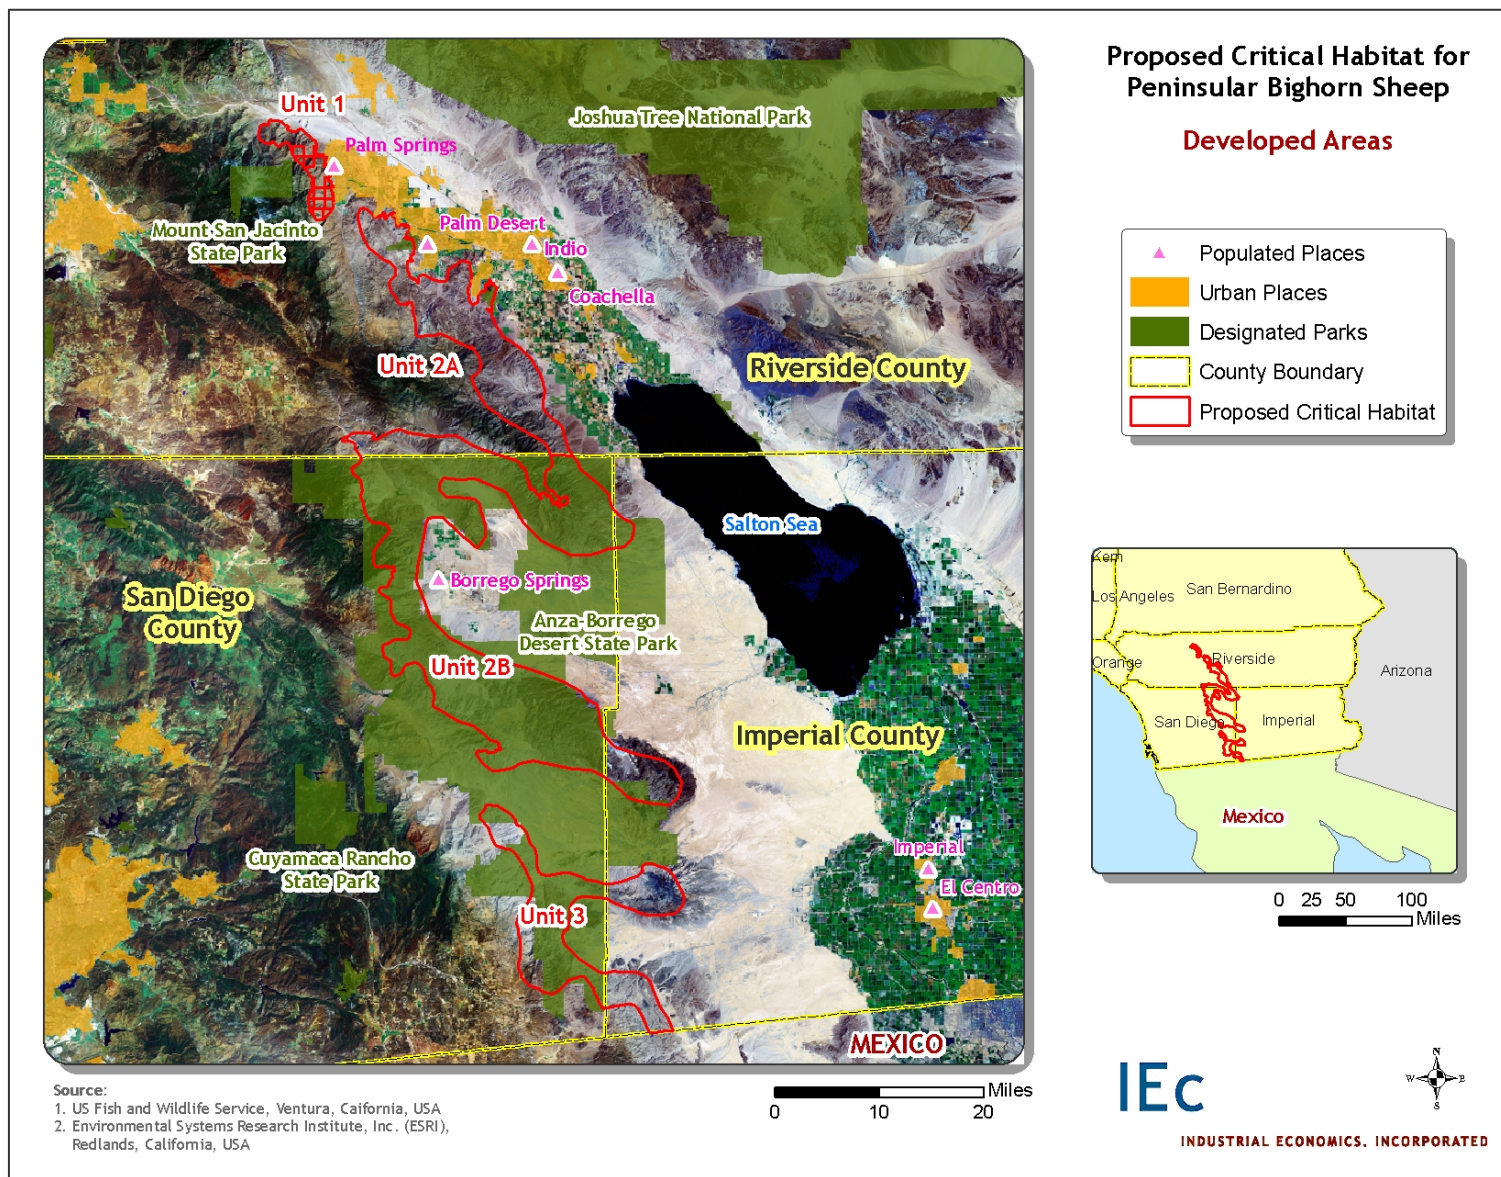 Proposed Critical Habitat for
Peninsular Bighorn Sheep
Developed Areas
Unit 1
Joshua Tree National Park
Palm Springs
Mount San Jacinto
State Park
Palm Desert
Indio
Coachella
Unit 2A
Riverside County
Salton Sea
Borrego Springs
San Diego
County
Anza-Borrego
Desert State Park
Unit 2B
Imperial County
Imperial
Cuyamaca Rancho
State Park
El Centro
Unit 3
MEXICO
Populated Places
Urban Places
Designated Parks
County Boundary
Proposed Critical Habitat
Kern
Los Angeles
San Bernardino
Orange
Riverside
Arizona
San Diego
Imperial
Mexico
0 25 50 100
Miles
Source:
1. US Fish and Wildlife Service, Ventura, Caifornia, USA
2. Environmental Systems Research Institute, Inc. (ESRI),
Redlands, California, USA
Miles
0 10 20
IEc
N
W E
S
INDUSTRIAL ECONOMICS, INCORPORATED